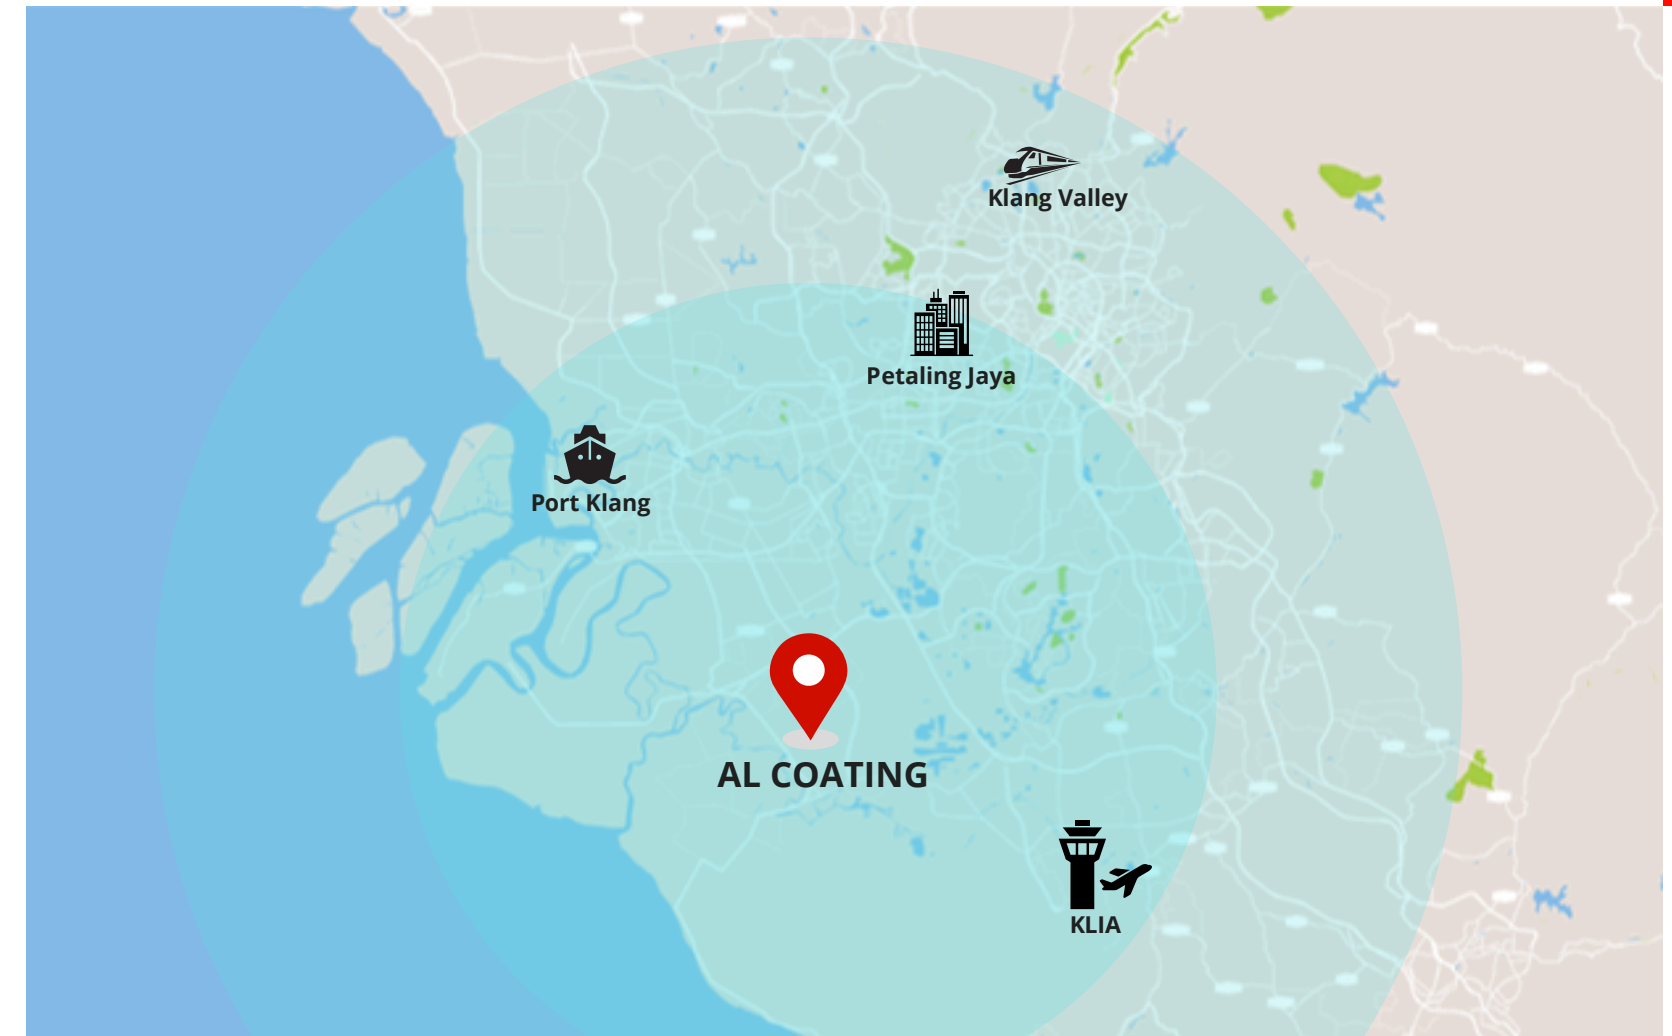 Klang Valley
Petaling Jaya
Port Klang
AL COATING
KLIA